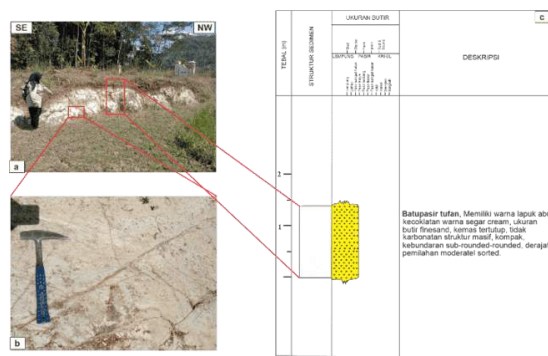 SE
NW
a
b
c
UKURAN BUTIR
TEBAL (m)
STRUKTUR SEDIMEN
LEMPUNG
PASIR
DESKRIPSI
2
1
Batupasir tufan, Memiliki warna lapuk abu
kecoklatan warna segar cream, ukuran
butir finesand, kemas tertutup, tidak
karbonatan struktur masif, kompak,
kebundaran sub-rounded-rounded, derajat
pemilahan moderatel sorted.